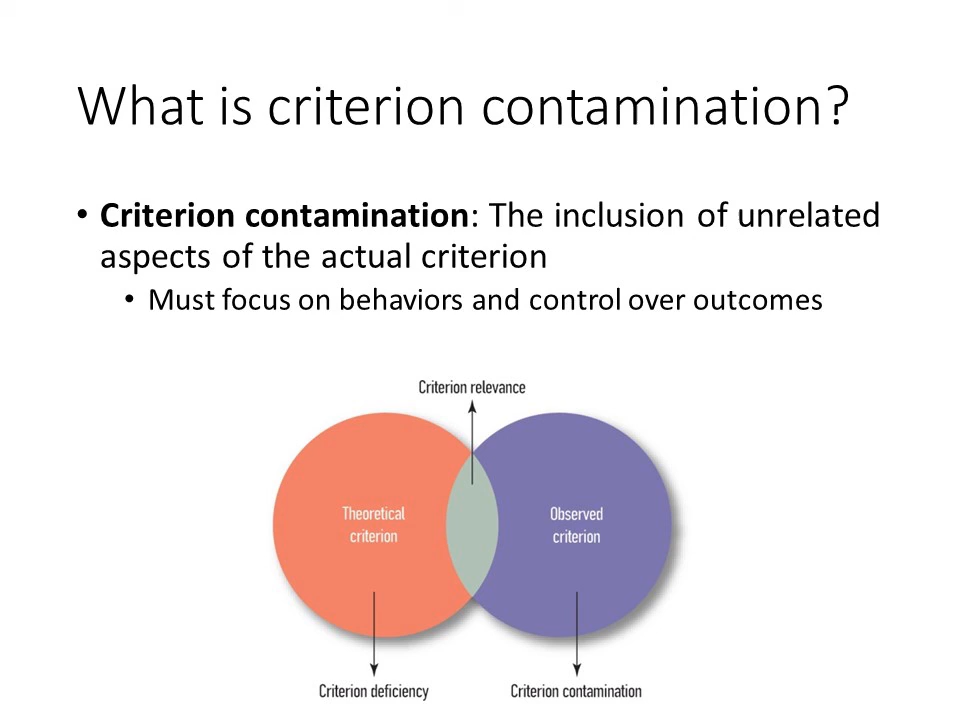 What is criterion contamination?
• Criterion contamination: The inclusion of unrelated
aspects of the actual criterion
• Must focus on behaviors and control over outcomes
Criterion relevance
Theoretical
criterion
Observed
criterion
Criterion deficiency
Criterion contamination